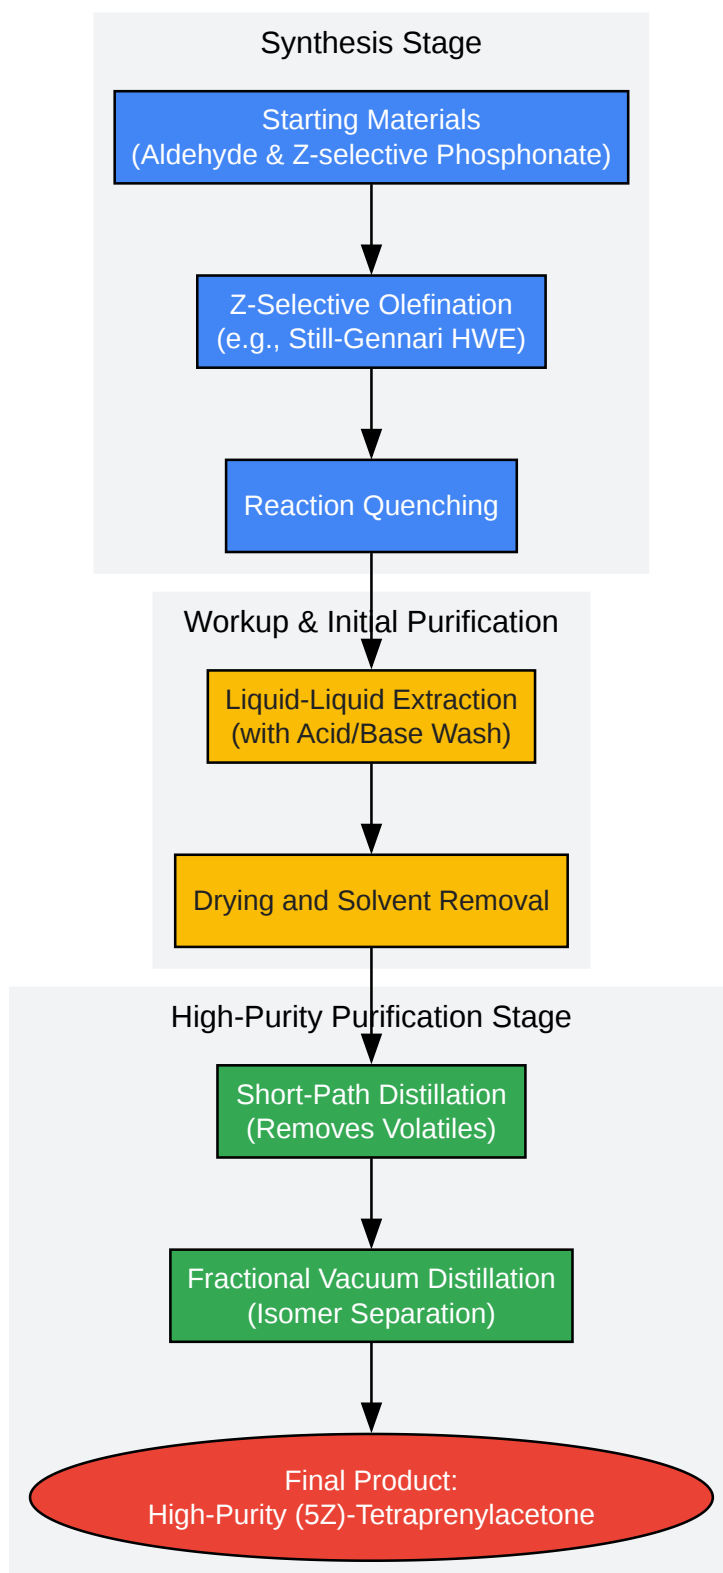 Synthesis Stage
Starting Materials
(Aldehyde & Z-selective Phosphonate)
Z-Selective Olefination
(e.g., Still-Gennari HWE)
Reaction Quenching
Workup & Initial Purification
Liquid-Liquid Extraction
(with Acid/Base Wash)
Drying and Solvent Removal
High-Purity Purification Stage
Short-Path Distillation
(Removes Volatiles)
Fractional Vacuum Distillation
(Isomer Separation)
Final Product:
High-Purity (5Z)-Tetraprenylacetone